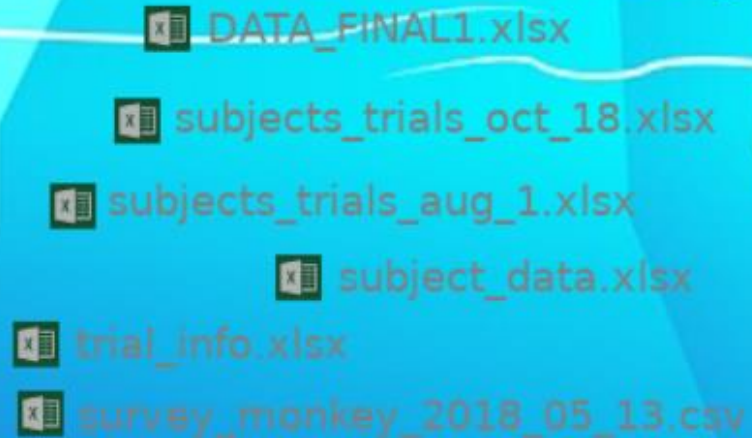 DATA_FINAL1.xlsx
subjects_trials_oct_18.xlsx
subjects_trials_aug_1.xlsx
subject_data.xlsx
trial_info.xlsx
survey_monkey_2018_05_13.csv